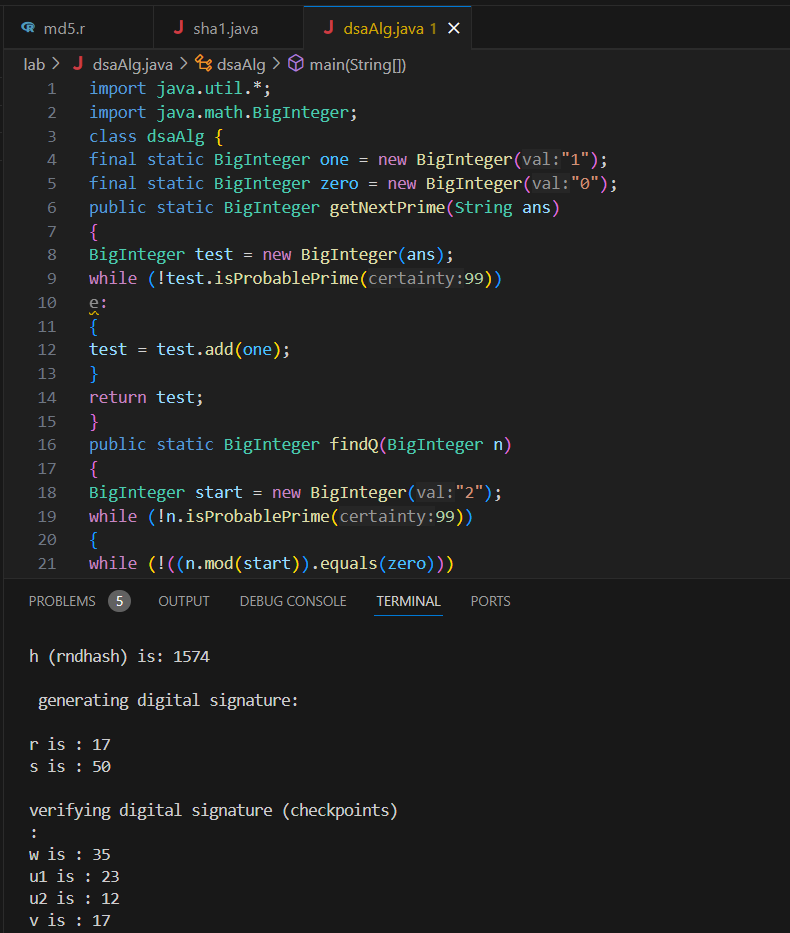 md5.r
J sha1.java
J dsaAlg.java 1 ×
lab > J dsaAlg.java > dsaAlg > main(String[])
1 import java.util.*;
2 import java.math.BigInteger;
3 class dsaAlg {
4 final static BigInteger one = new BigInteger(val:"1");
5 final static BigInteger zero = new BigInteger(val:"0");
6 public static BigInteger getNextPrime(String ans)
7 {
8 BigInteger test = new BigInteger(ans);
9 while (!test.isProbablePrime(certainty:99))
10 e:
11 {
12 test = test.add(one);
13 }
14 return test;
15 }
16 public static BigInteger findQ(BigInteger n)
17 {
18 BigInteger start = new BigInteger(val:"2");
19 while (!n.isProbablePrime(certainty:99))
20 {
21 while (!((n.mod(start)).equals(zero)))
PROBLEMS 5 OUTPUT DEBUG CONSOLE TERMINAL PORTS
h (rndhash) is: 1574
generating digital signature:
r is : 17
s is : 50
verifying digital signature (checkpoints)
:
w is : 35
u1 is : 23
u2 is : 12
v is : 17